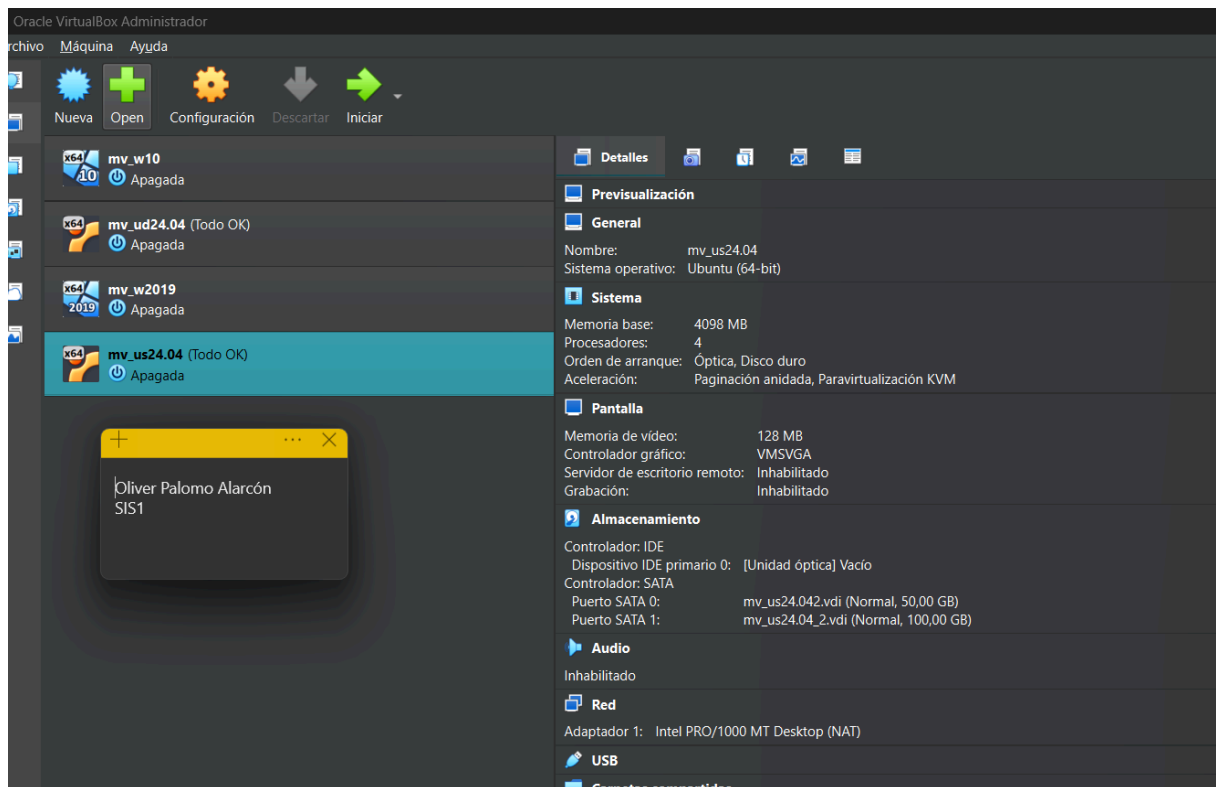 Oracle VirtualBox Administrador
rchivo Máquina Ayuda
Nueva Open Configuración Descartar Iniciar
x64 10 mv_w10
Apagada
x64 mv_ud24.04 (Todo OK)
Apagada
x64 2019 mv_w2019
Apagada
x64 mv_us24.04 (Todo OK)
Apagada
Oliver Palomo Alarcón
SIS1
Detalles
Previsualización
General
Nombre: mv_us24.04
Sistema operativo: Ubuntu (64-bit)
Sistema
Memoria base: 4098 MB
Procesadores: 4
Orden de arranque: Óptica, Disco duro
Aceleración: Paginación anidada, Paravirtualización KVM
Pantalla
Memoria de vídeo: 128 MB
Controlador gráfico: VMSVGA
Servidor de escritorio remoto: Inhabilitado
Grabación: Inhabilitado
Almacenamiento
Controlador: IDE
Dispositivo IDE primario 0: [Unidad óptica] Vacío
Controlador: SATA
Puerto SATA 0: mv_us24.042.vdi (Normal, 50,00 GB)
Puerto SATA 1: mv_us24.04_2.vdi (Normal, 100,00 GB)
Audio
Inhabilitado
Red
Adaptador 1: Intel PRO/1000 MT Desktop (NAT)
USB